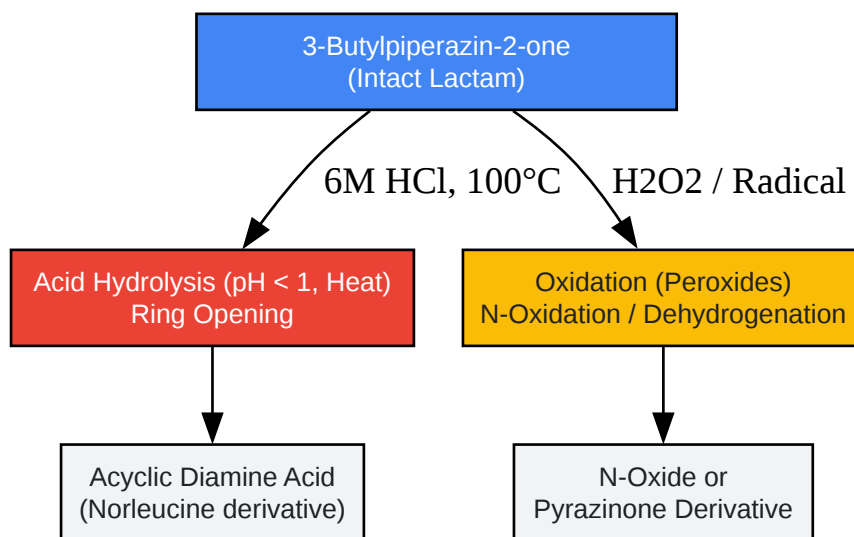 3-Butylpiperazin-2-one
(Intact Lactam)
6M HCl, 100°C
H2O2 / Radical
Acid Hydrolysis (pH < 1, Heat)
Ring Opening
Oxidation (Peroxides)
N-Oxidation / Dehydrogenation
Acyclic Diamine Acid
(Norleucine derivative)
N-Oxide or
Pyrazinone Derivative